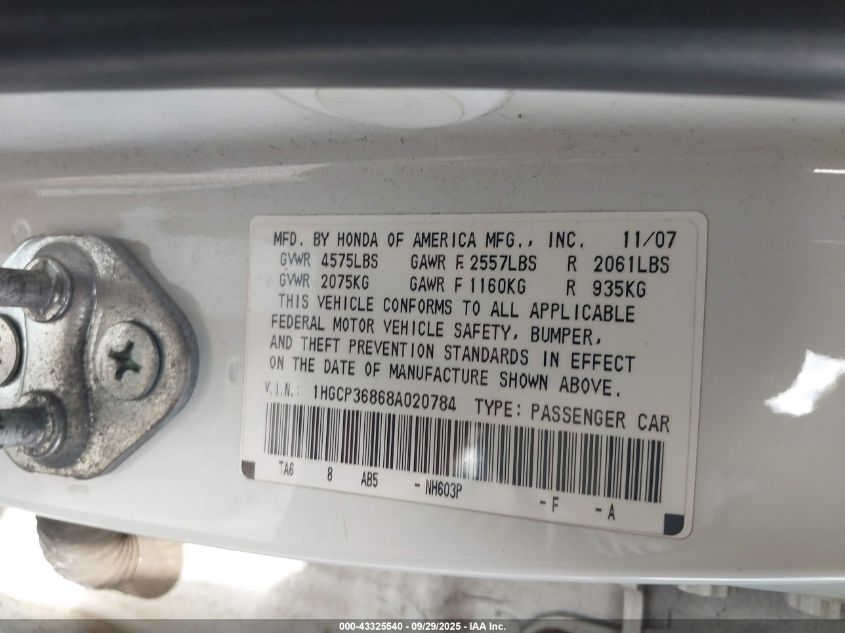 MFD. BY HONDA OF AMERICA MFG., INC. 11/07
GVWR 4575LBS GAWR F 2557LBS R 2061LBS
GVWR 2075KG GAWR F 1160KG R 935KG
THIS VEHICLE CONFORMS TO ALL APPLICABLE
FEDERAL MOTOR VEHICLE SAFETY, BUMPER,
AND THEFT PREVENTION STANDARDS IN EFFECT
ON THE DATE OF MANUFACTURE SHOWN ABOVE.
V.I.N.: 1HGCP36868A020784 TYPE: PASSENGER CAR
TA6 8 AB5 - NH603P - F - A
000-43325540 - 09/29/2025 - IAA Inc.